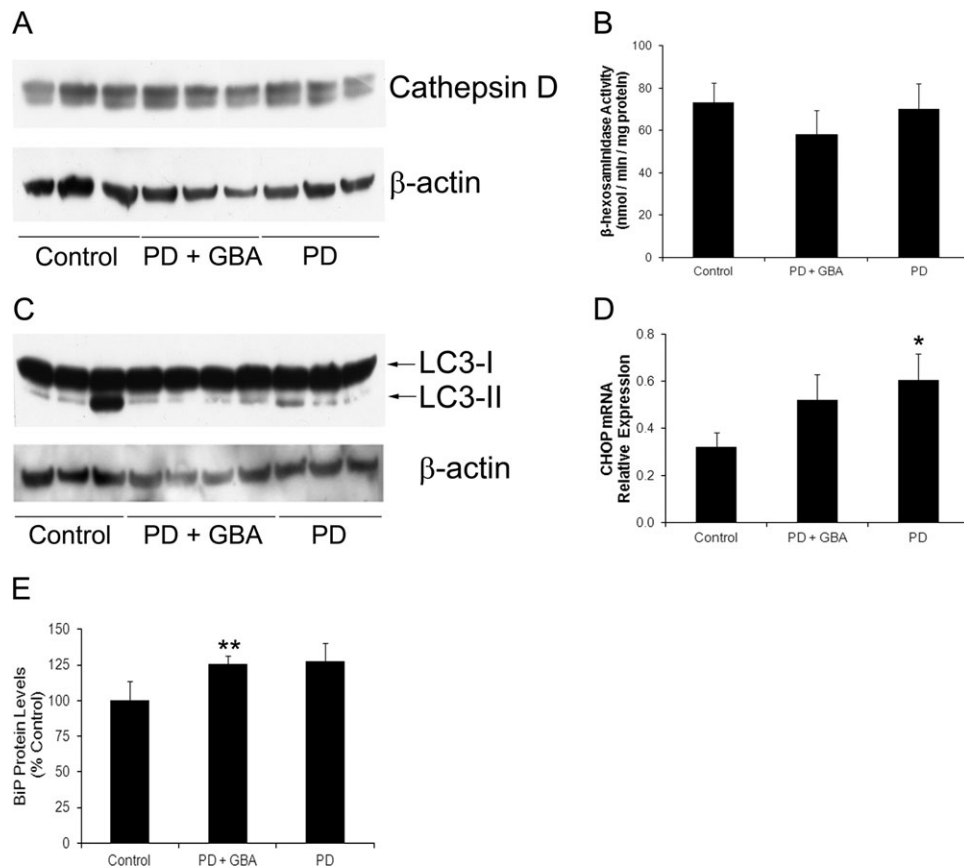 A
Cathepsin D
β-actin
Control PD + GBA PD
B
β-hexosaminidase Activity
(nmol / min / mg protein)
100
80
60
40
20
0
Control PD + GBA PD
C
LC3-I
LC3-II
β-actin
Control PD + GBA PD
D
CHOP mRNA
Relative Expression
0.8
0.6
0.4
0.2
0.0
*
Control PD + GBA PD
E
BiP Protein Levels
(% Control)
150
125
100
75
50
25
0
**
Control PD + GBA PD